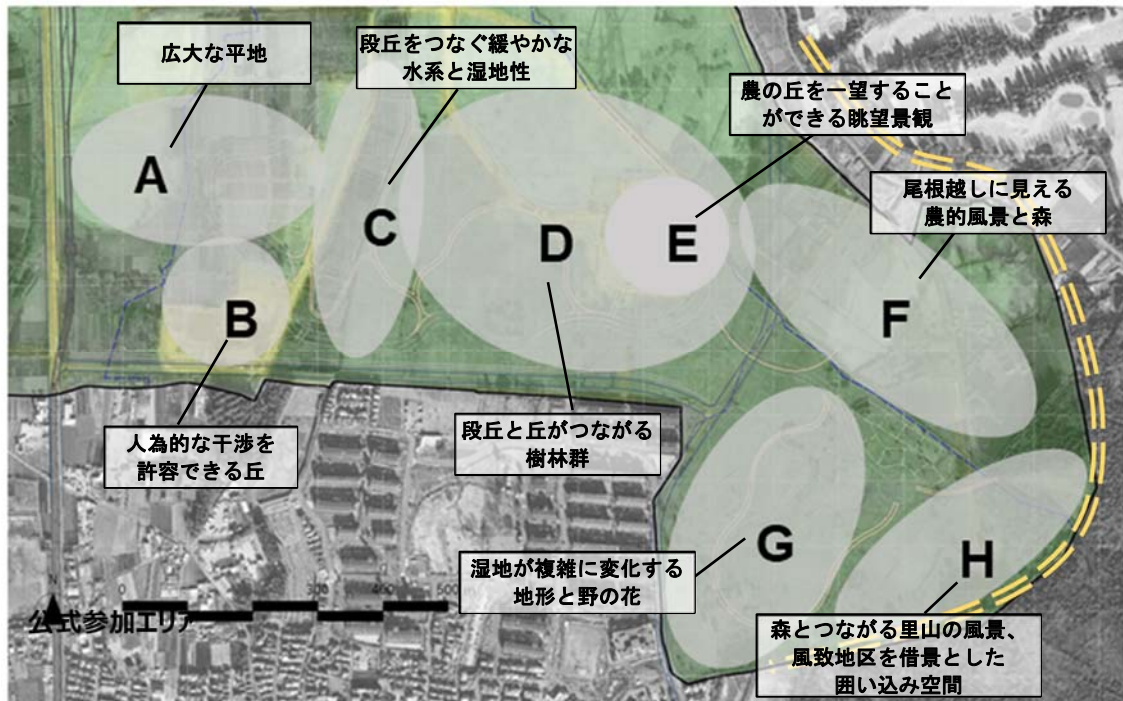 広大な平地
段丘をつなぐ緩やかな
水系と湿地性
農の丘を一望すること
ができる眺望景観
尾根越しに見える
農的風景と森
A
B
C
D
E
F
人為的な干渉を
許容できる丘
段丘と丘がつながる
樹林群
G
H
湿地が複雑に変化する
地形と野の花
森とつながる里山の風景、
風致地区を借景とした
囲い込み空間
N
0
300
400
公式参加エリア